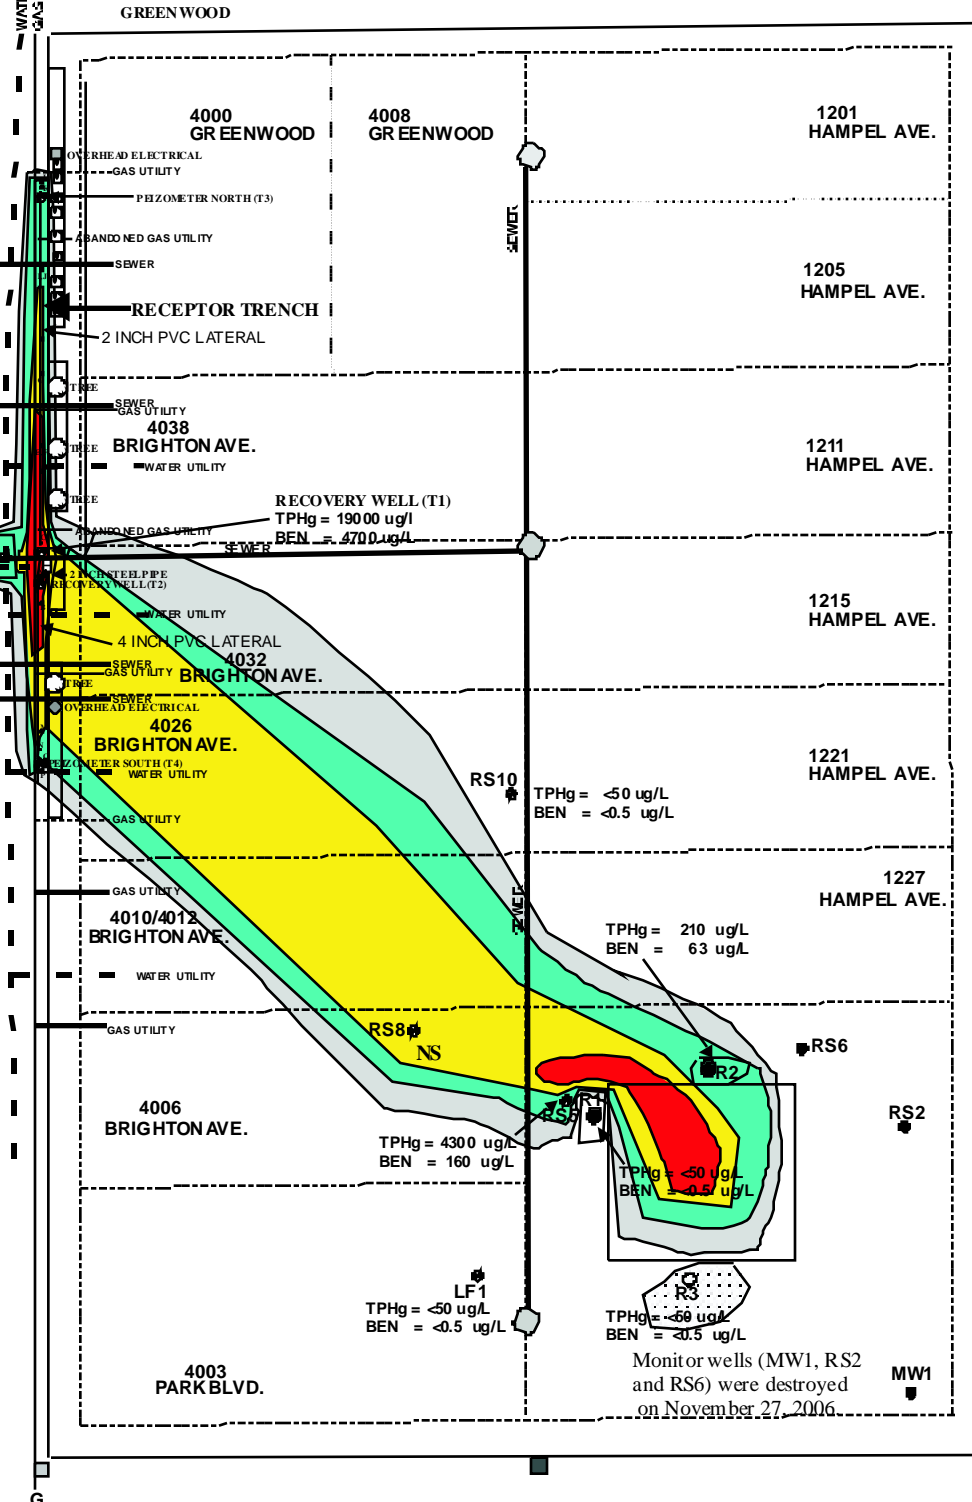 GREENWOOD
WAT
GAS
4000
GREENWOOD
4008
GREENWOOD
1201
HAMPEL AVE.
OVERHEAD ELECTRICAL
GAS UTILITY
PEIZOMETER NORTH (T3)
ABANDONED GAS UTILITY
SEWER
SEWER
1205
HAMPEL AVE.
RECEPTOR TRENCH
2 INCH PVC LATERAL
TREE
SEWER
GAS UTILITY
4038
BRIGHTON AVE.
TREE
WATER UTILITY
1211
HAMPEL AVE.
TREE
RECOVERY WELL (T1)
TPHg = 19000 ug/l
BEN = 4700 ug/L
ABANDONED GAS UTILITY
SEWER
2 INCH STEEL PIPE
RECOVERY WELL (T2)
WATER UTILITY
1215
HAMPEL AVE.
4 INCH PVC LATERAL
SEWER
GAS UTILITY
4032
BRIGHTON AVE.
TREE
SEWER
OVERHEAD ELECTRICAL
4026
BRIGHTON AVE.
PEIZOMETER SOUTH (T4)
WATER UTILITY
1221
HAMPEL AVE.
RS10
TPHg = <50 ug/L
BEN = <0.5 ug/L
GAS UTILITY
GAS UTILITY
1227
HAMPEL AVE.
SEWER
4010/4012
BRIGHTON AVE.
TPHg = 210 ug/L
BEN = 63 ug/L
WATER UTILITY
GAS UTILITY
RS8
NS
RS6
R2
4006
BRIGHTON AVE.
RS5
R1
RS2
TPHg = 4300 ug/L
BEN = 160 ug/L
TPHg = <50 ug/L
BEN = <0.5 ug/L
LF1
TPHg = <50 ug/L
BEN = <0.5 ug/L
R3
TPHg = <50 ug/L
BEN = <0.5 ug/L
4003
PARK BLVD.
Monitor wells (MW1, RS2
and RS6) were destroyed
on November 27, 2006.
MW1
G